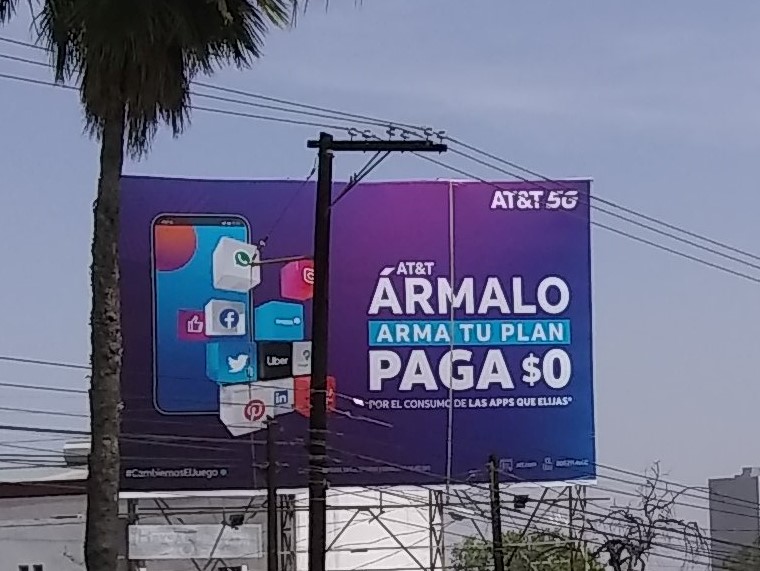 AT&T 5G
AT&T
ÁRMALO
ARMA TU PLAN
PAGA $0
POR EL CONSUMO DE LAS APPS QUE ELIJAS*
Uber
#CambiemosElJuego